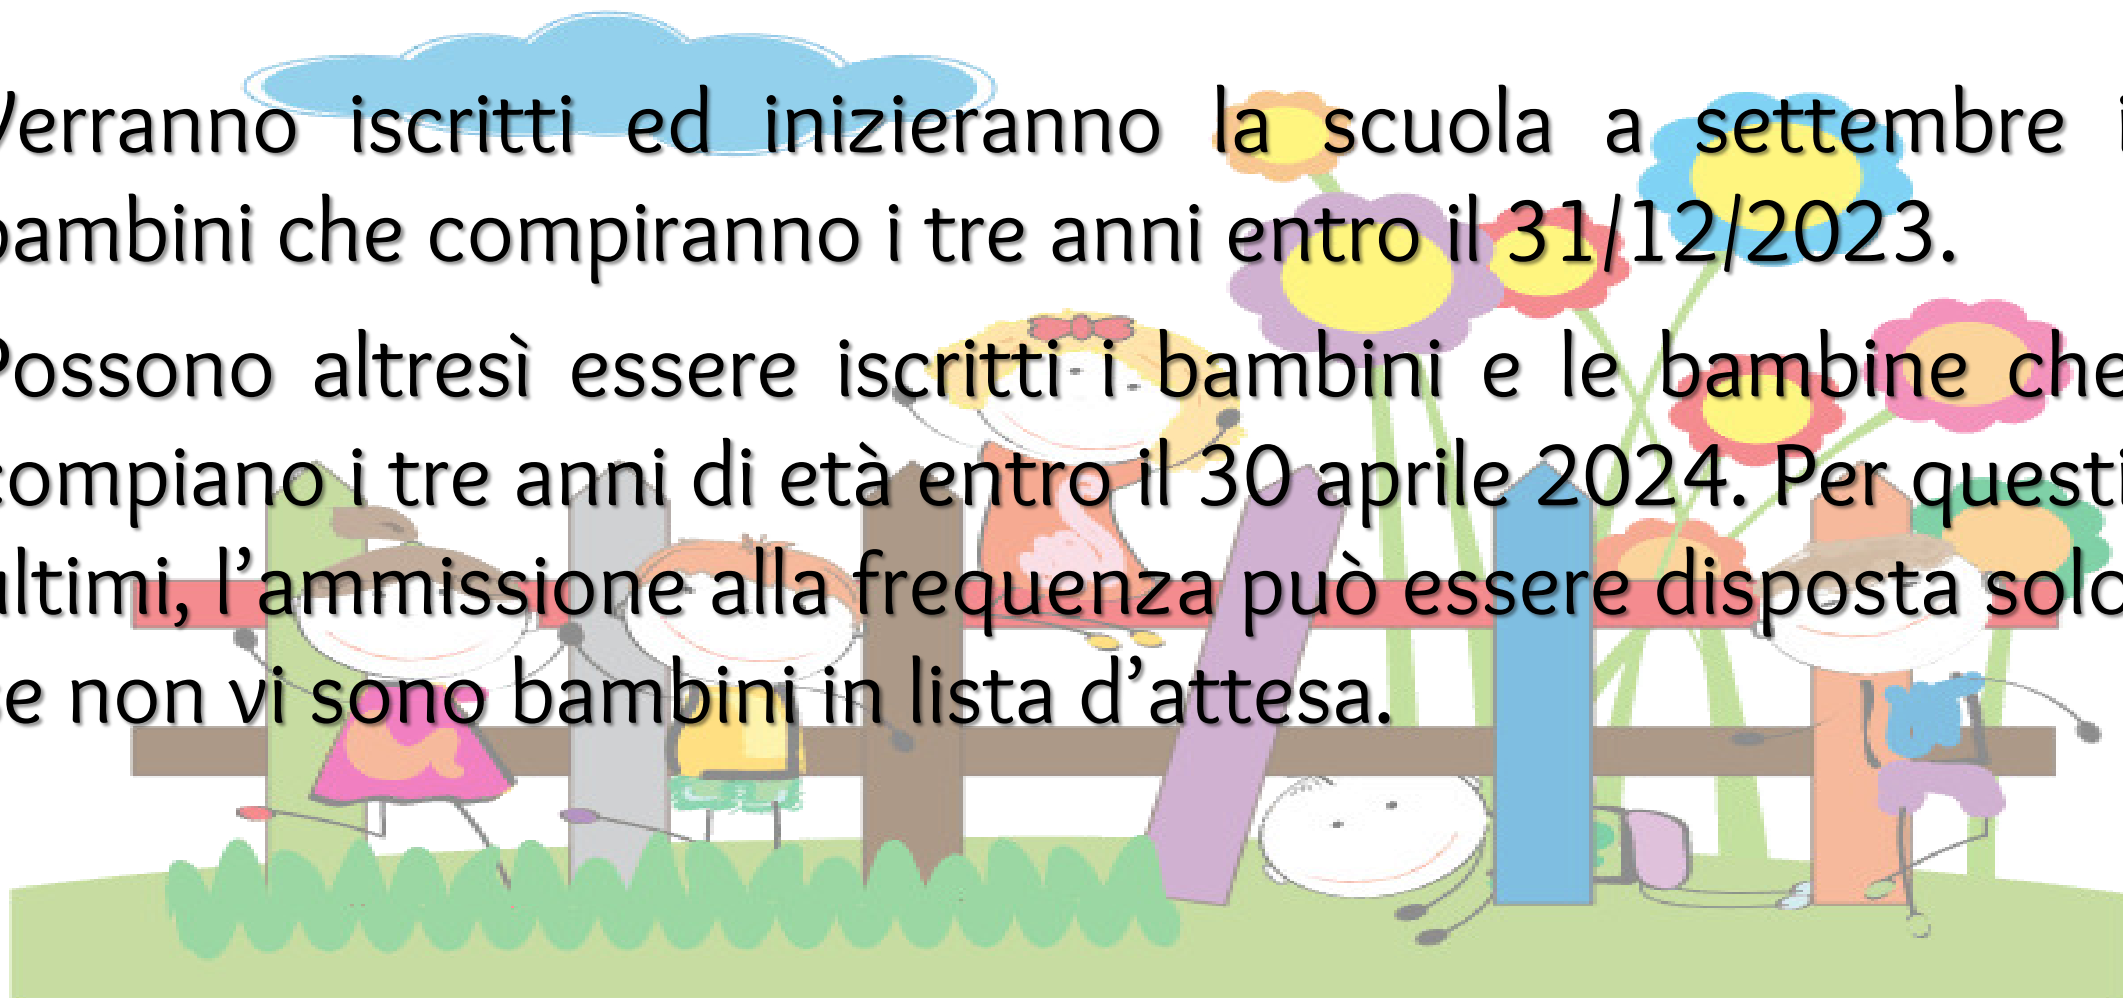 Verranno iscritti ed inizieranno la scuola a settembre i
bambini che compiranno i tre anni entro il 31/12/2023.
Possono altresì essere iscritti i bambini e le bambine che
compiano i tre anni di età entro il 30 aprile 2024. Per questi
ultimi, l’ammissione alla frequenza può essere disposta solo
se non vi sono bambini in lista d’attesa.